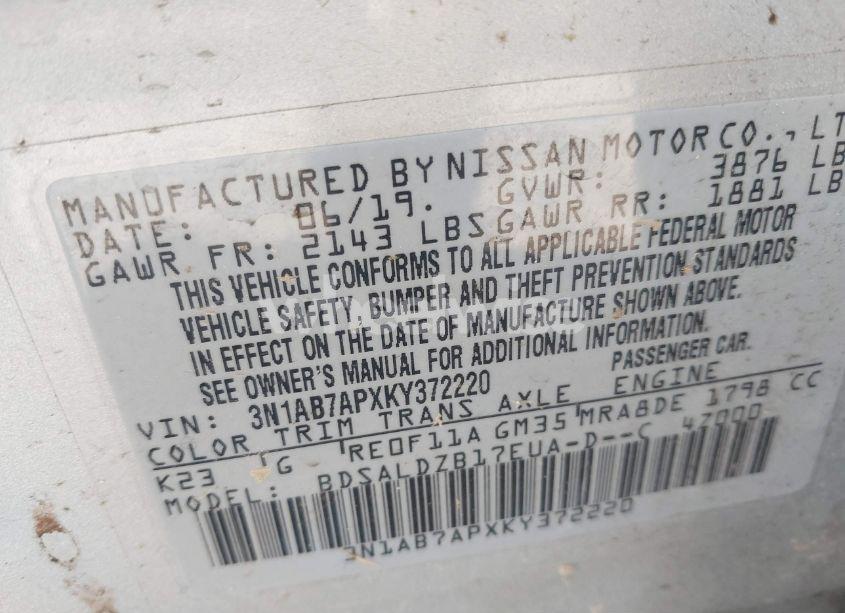 MANUFACTURED BY NISSAN MOTOR CO., LT
DATE: 06/19. GVWR: 3876 LB
GAWR FR: 2143 LBS GAWR RR: 1881 LB
THIS VEHICLE CONFORMS TO ALL APPLICABLE FEDERAL MOTOR
VEHICLE SAFETY, BUMPER AND THEFT PREVENTION STANDARDS
IN EFFECT ON THE DATE OF MANUFACTURE SHOWN ABOVE.
SEE OWNER'S MANUAL FOR ADDITIONAL INFORMATION.
VIN: 3N1AB7APXKY372220 PASSENGER CAR.
COLOR TRIM TRANS AXLE ENGINE
K23 G RE0F11A GM35 MRA8DE 1798 CC
MODEL: BDSALDZB17EUA-D--C 47000
3N1AB7APXKY372220